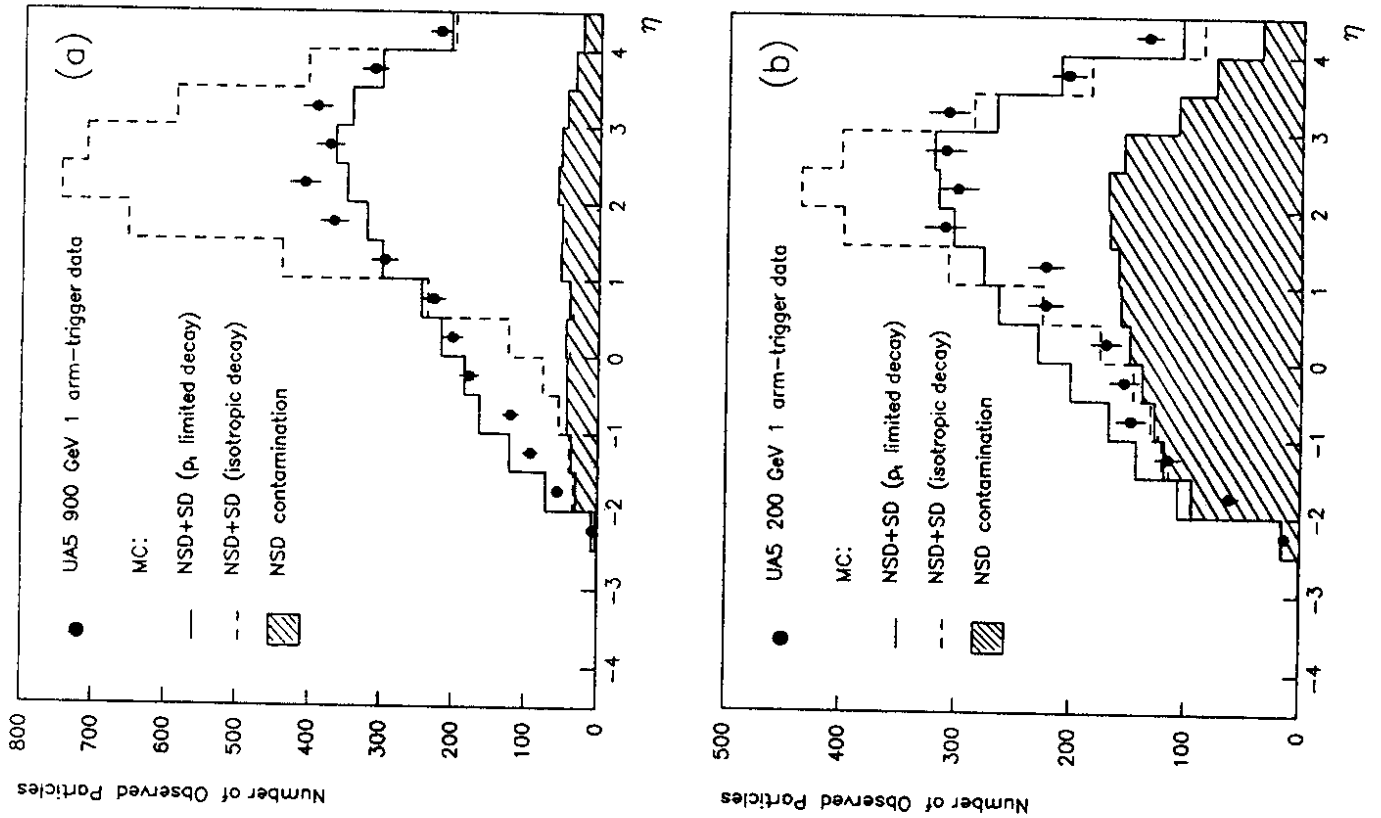 (a)
UA5 900 GeV 1 arm-trigger data
MC:
NSD+SD (pt limited decay)
NSD+SD (isotropic decay)
NSD contamination
Number of Observed Particles
800
700
600
500
400
300
200
100
0
-4 -3 -2 -1 0 1 2 3 4 η
(b)
UA5 200 GeV 1 arm-trigger data
MC:
NSD+SD (pt limited decay)
NSD+SD (isotropic decay)
NSD contamination
Number of Observed Particles
500
400
300
200
100
0
-4 -3 -2 -1 0 1 2 3 4 η